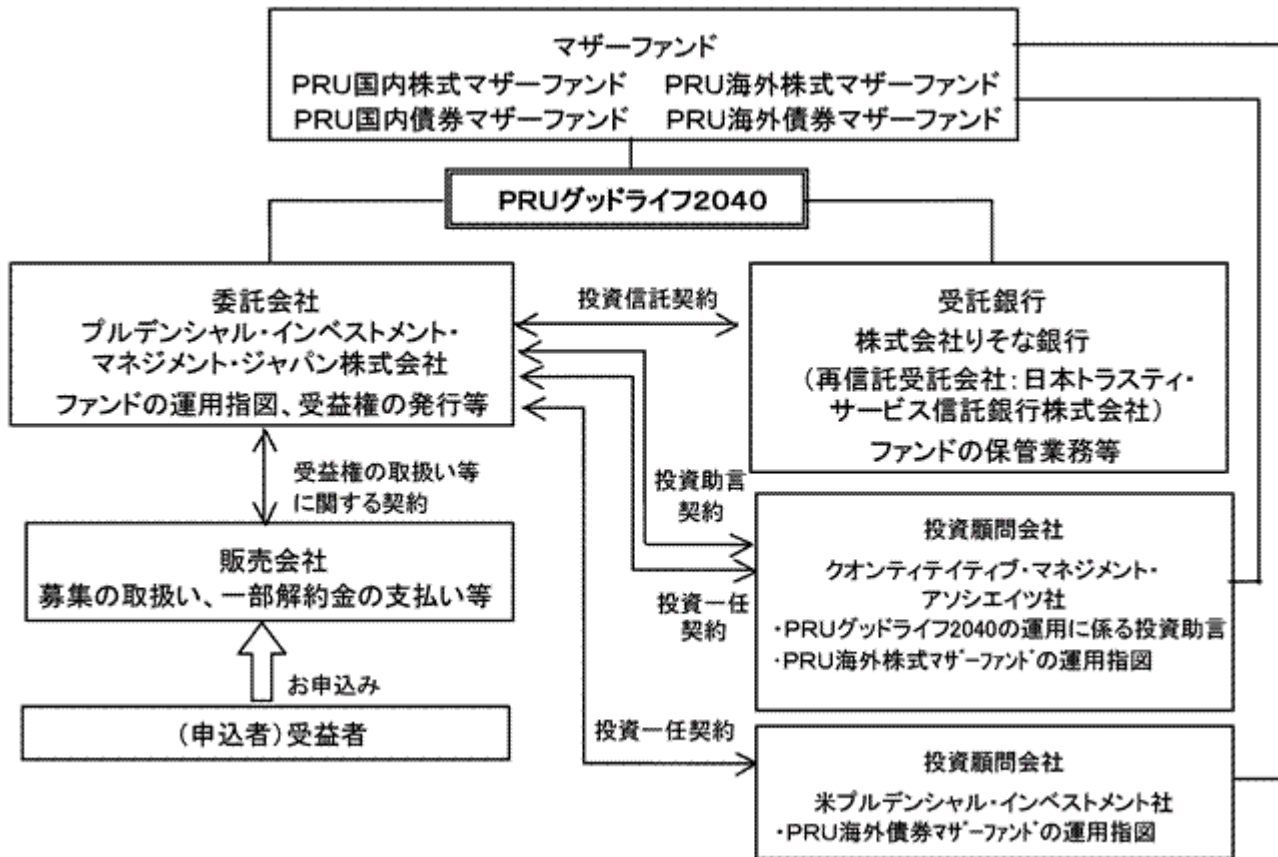 マザーファンド
PRU国内株式マザーファンド PRU海外株式マザーファンド
PRU国内債券マザーファンド PRU海外債券マザーファンド
PRUグッドライフ2040
委託会社
プルデンシャル・インベストメント・
マネジメント・ジャパン株式会社
ファンドの運用指図、受益権の発行等
投資信託契約
受託銀行
株式会社りそな銀行
(再信託受託会社:日本トラスティ・
サービス信託銀行株式会社)
ファンドの保管業務等
受益権の取扱い等
に関する契約
投資助言
契約
販売会社
募集の取扱い、一部解約金の支払い等
投資一任
契約
投資顧問会社
クオンティテイティブ・マネジメント・
アソシエイツ社
・PRUグッドライフ2040の運用に係る投資助言
・PRU海外株式マザーファンドの運用指図
お申込み
(申込者)受益者
投資一任契約
投資顧問会社
米プルデンシャル・インベストメント社
・PRU海外債券マザーファンドの運用指図